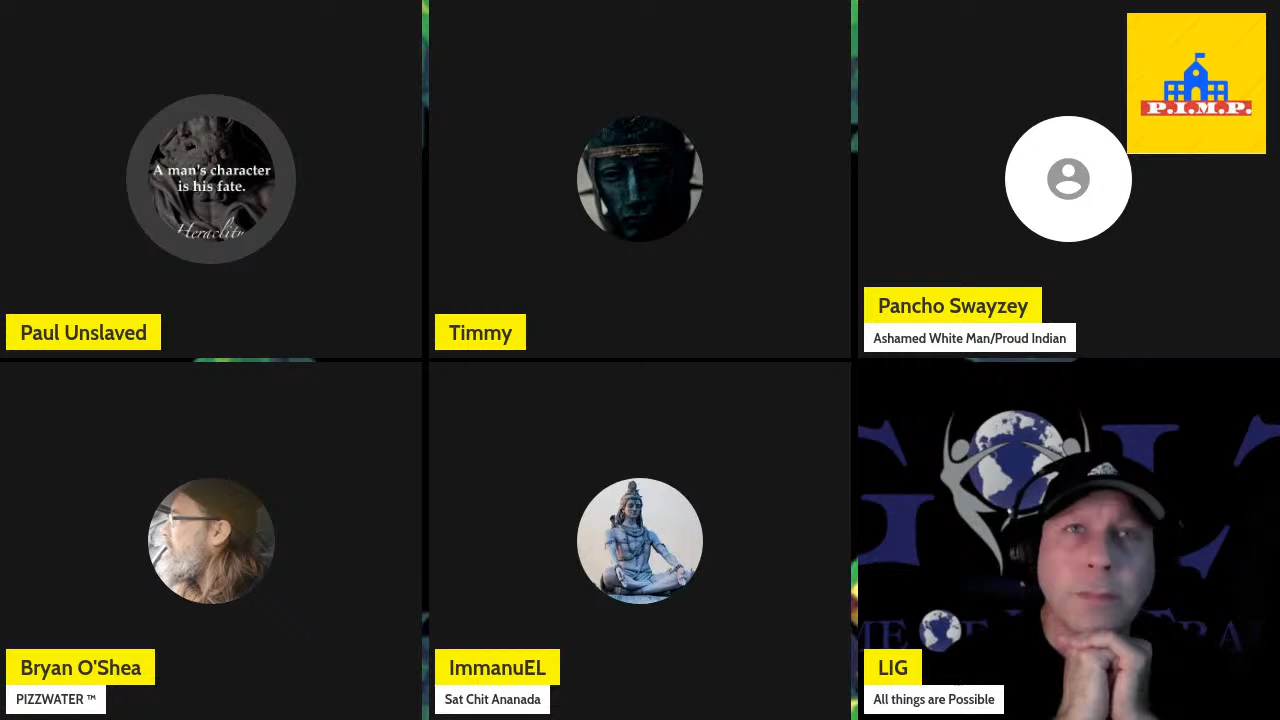 P.I.M.P.
A man's character
is his fate.
Paul Unslaved
Timmy
Pancho Swayzey
Ashamed White Man/Proud Indian
Bryan O'Shea
PIZZWATER ™
ImmanuEL
Sat Chit Ananada
LIG
All things are Possible